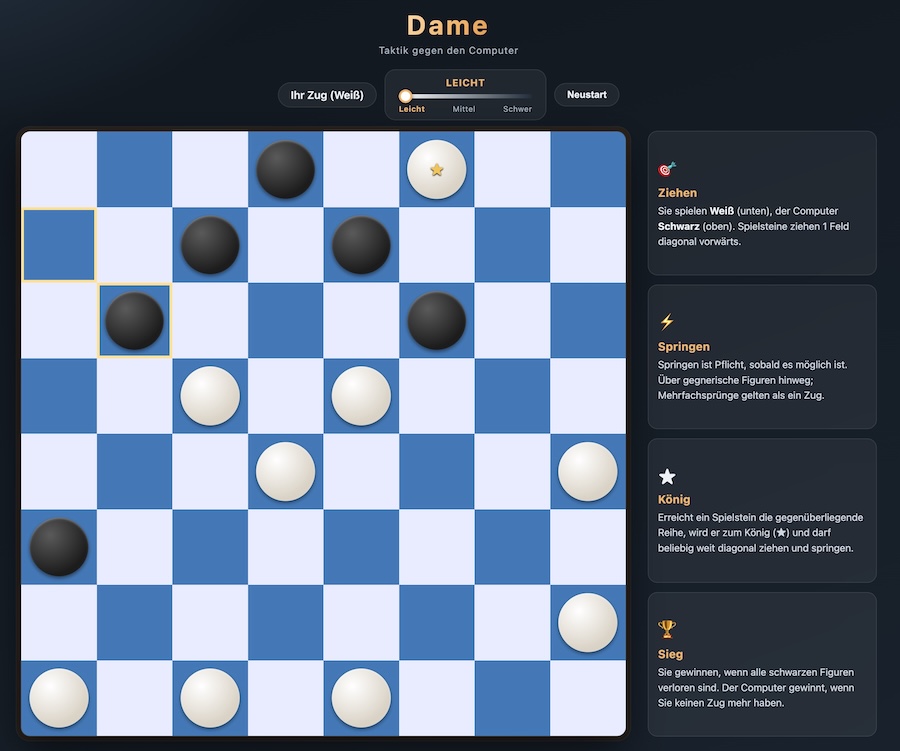 Dame
Taktik gegen den Computer
Ihr Zug (Weiß)
LEICHT
Leicht Mittel Schwer
Neustart
Ziehen
Sie spielen Weiß (unten), der Computer
Schwarz (oben). Spielsteine ziehen 1 Feld
diagonal vorwärts.
Springen
Springen ist Pflicht, sobald es möglich ist.
Über gegnerische Figuren hinweg;
Mehrfachsprünge gelten als ein Zug.
König
Erreicht ein Spielstein die gegenüberliegende
Reihe, wird er zum König (★) und darf
beliebig weit diagonal ziehen und springen.
Sieg
Sie gewinnen, wenn alle schwarzen Figuren
verloren sind. Der Computer gewinnt, wenn
Sie keinen Zug mehr haben.